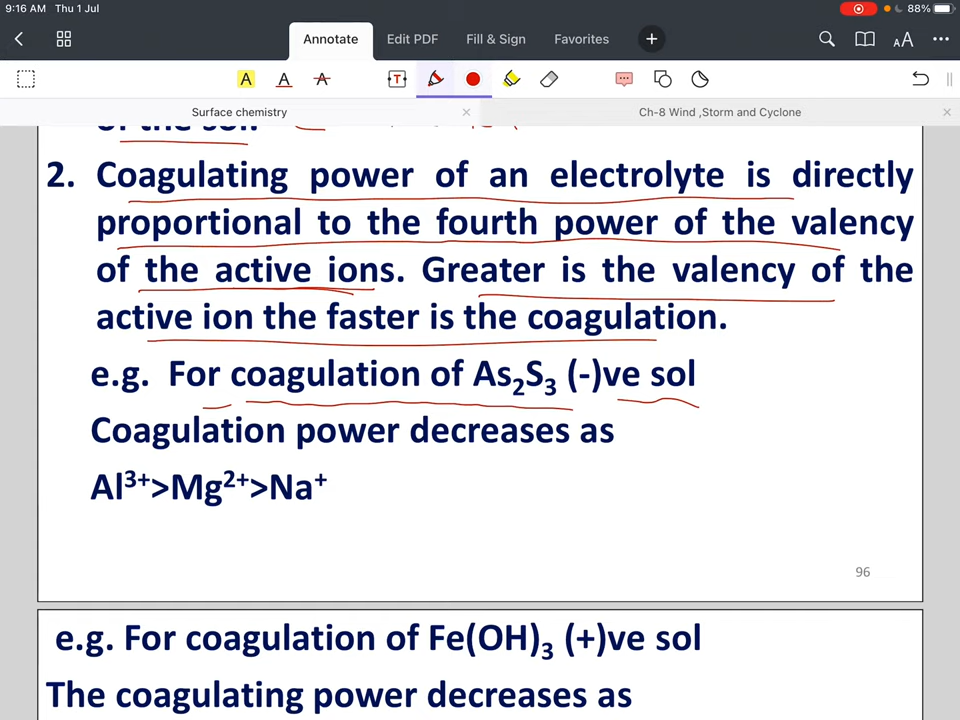 9:16 AM Thu 1 Jul 88%
Annotate Edit PDF Fill & Sign Favorites
Surface chemistry Ch-8 Wind ,Storm and Cyclone
of the sol.
2. Coagulating power of an electrolyte is directly
proportional to the fourth power of the valency
of the active ions. Greater is the valency of the
active ion the faster is the coagulation.
e.g. For coagulation of As₂S₃ (-)ve sol
Coagulation power decreases as
Al³⁺>Mg²⁺>Na⁺
96
e.g. For coagulation of Fe(OH)₃ (+)ve sol
The coagulating power decreases as